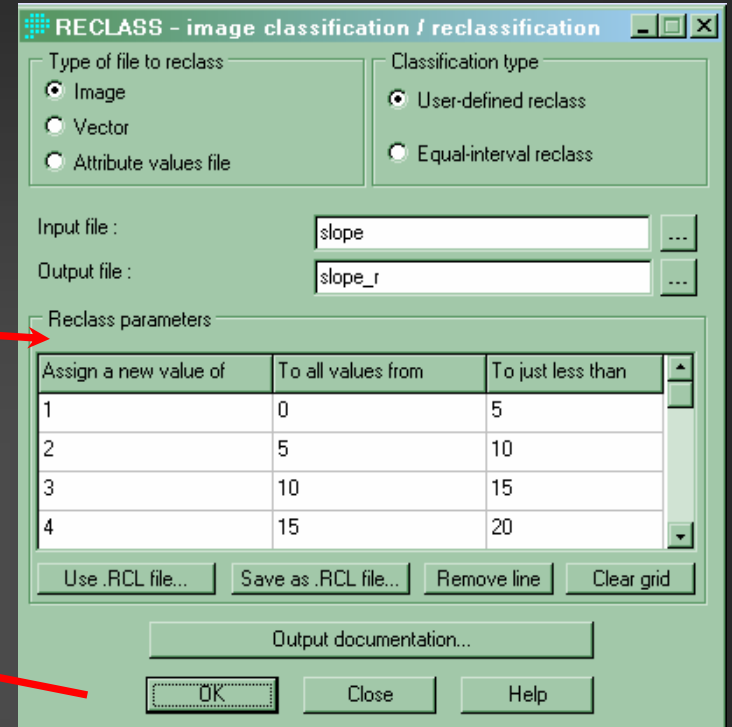 RECLASS - image classification / reclassification
Type of file to reclass
Image
Vector
Attribute values file
Classification type
User-defined reclass
Equal-interval reclass
Input file :
slope
...
Output file :
slope_r
...
Reclass parameters
Assign a new value of To all values from To just less than
1 0 5
2 5 10
3 10 15
4 15 20
Use .RCL file... Save as .RCL file... Remove line Clear grid
Output documentation...
OK Close Help